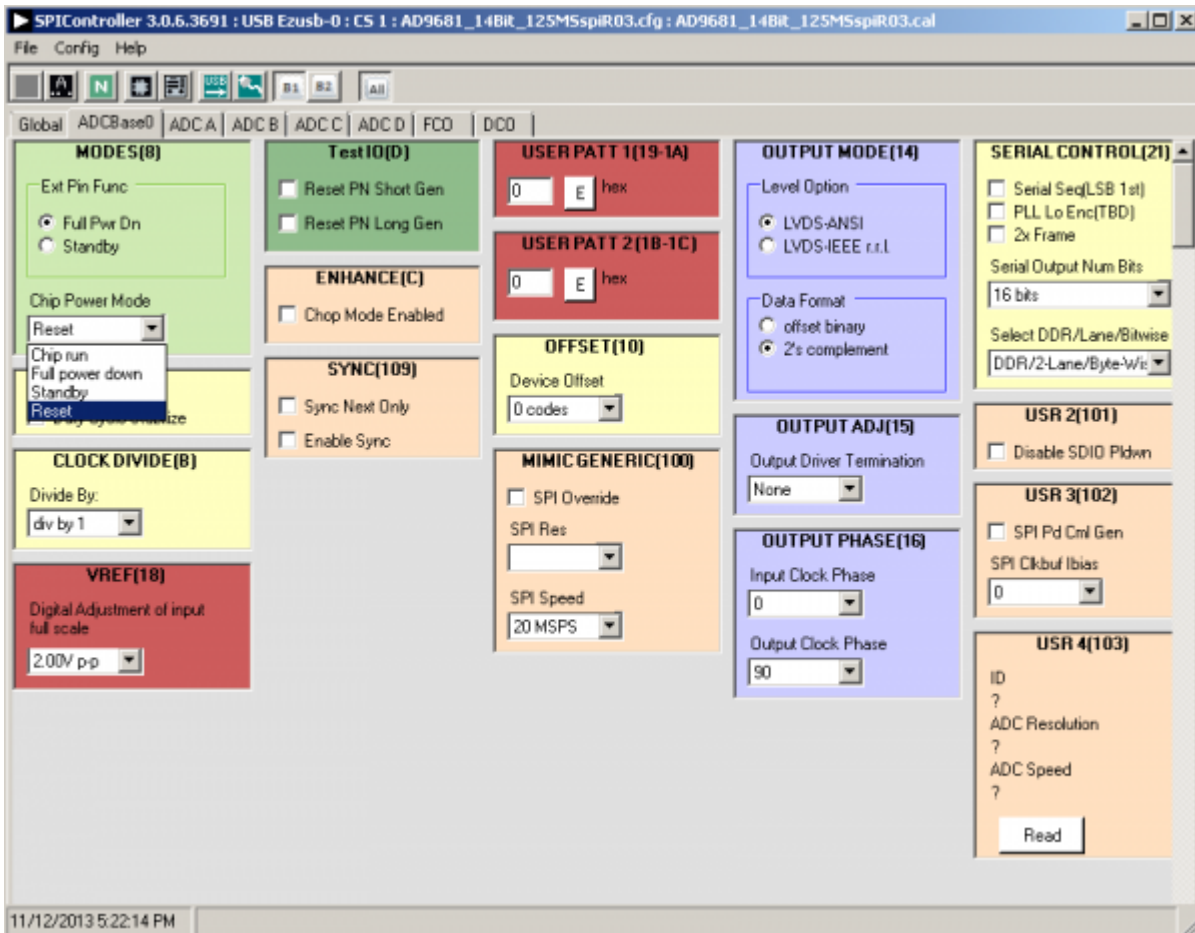 SPIController 3.0.6.3691 : USB Ezusb-0 : CS 1 : AD9681_14Bit_125MSspiR03.cfg : AD9681_14Bit_125MSspiR03.cal
File Config Help
A N USB B1 B2 All
Global ADCBase0 ADC A ADC B ADC C ADC D FCO DCO
MODES(8)
Ext Pin Func
Full Pwr Dn
Standby
Chip Power Mode
Reset
Chip run
Full power down
Standby
Reset
CLOCK DIVIDE(B)
Divide By:
div by 1
VREF(18)
Digital Adjustment of input
full scale
2.00V p-p
TestIO(D)
Reset PN Short Gen
Reset PN Long Gen
ENHANCE(C)
Chop Mode Enabled
SYNC(109)
Sync Next Only
Enable Sync
USER PATT 1(19-1A)
0 E hex
USER PATT 2(1B-1C)
0 E hex
OFFSET(10)
Device Offset
0 codes
MIMIC GENERIC(100)
SPI Override
SPI Res
SPI Speed
20 MSPS
OUTPUT MODE(14)
Level Option
LVDS-ANSI
LVDS-IEEE r.r.l.
Data Format
offset binary
2's complement
OUTPUT ADJ(15)
Output Driver Termination
None
OUTPUT PHASE(16)
Input Clock Phase
0
Output Clock Phase
90
SERIAL CONTROL(21)
Serial Seq(LSB 1st)
PLL Lo Enc(TBD)
2x Frame
Serial Output Num Bits
16 bits
Select DDR/Lane/Bitwise
DDR/2-Lane/Byte-Wis
USR 2(101)
Disable SDIO Pldwn
USR 3(102)
SPI Pd Cml Gen
SPI Clkbuf Ibias
0
USR 4(103)
ID
?
ADC Resolution
?
ADC Speed
?
Read
11/12/2013 5:22:14 PM